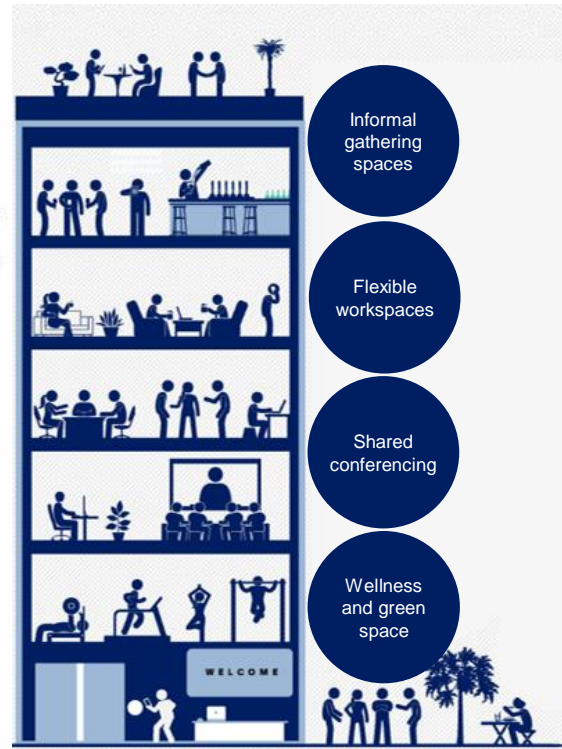 Informal
gathering
spaces
Flexible
workspaces
Shared
conferencing
Wellness
and green
space
WELCOME